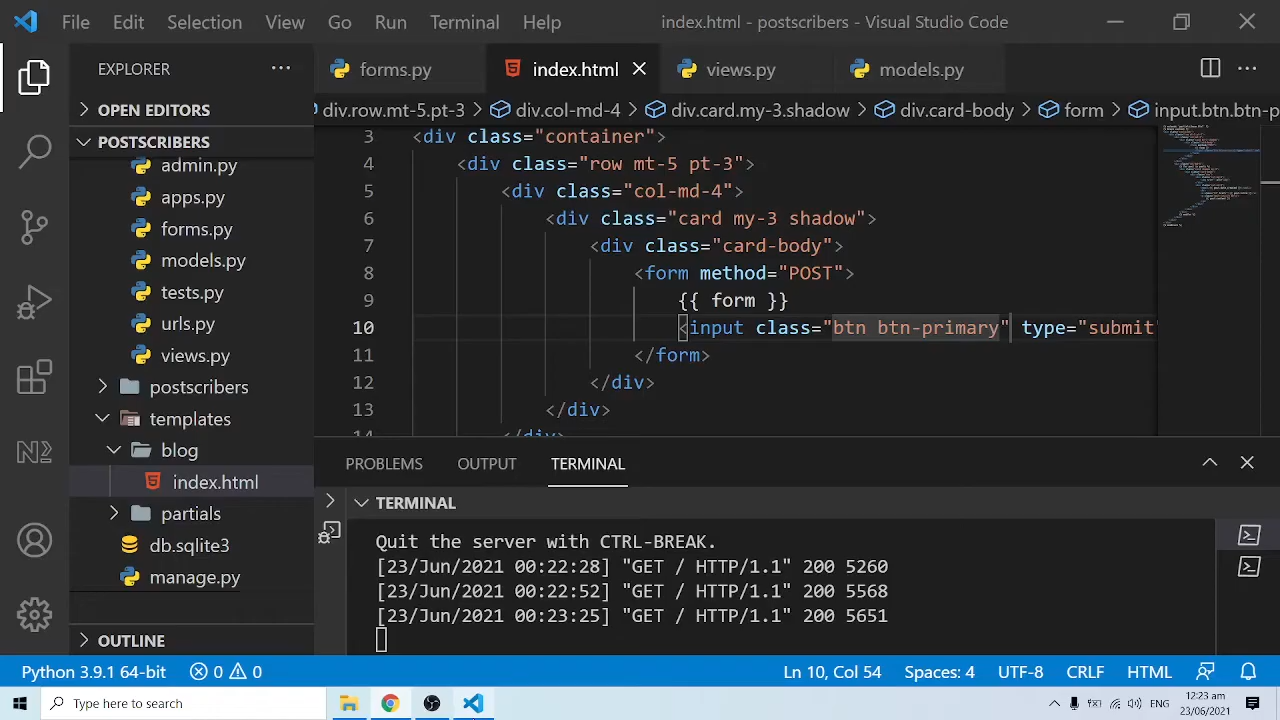 File Edit Selection View Go Run Terminal Help index.html - postscribers - Visual Studio Code
EXPLORER
forms.py index.html views.py models.py
OPEN EDITORS
div.row.mt-5.pt-3 > div.col-md-4 > div.card.my-3.shadow > div.card-body > form > input.btn.btn-p
POSTSCRIBERS
admin.py
apps.py
forms.py
models.py
tests.py
urls.py
views.py
postscribers
templates
blog
index.html
partials
db.sqlite3
manage.py
OUTLINE
3 <div class="container">
4 <div class="row mt-5 pt-3">
5 <div class="col-md-4">
6 <div class="card my-3 shadow">
7 <div class="card-body">
8 <form method="POST">
9 {{ form }}
10 <input class="btn btn-primary" type="submit"
11 </form>
12 </div>
13 </div>
14 </div>
PROBLEMS OUTPUT TERMINAL
TERMINAL
Quit the server with CTRL-BREAK.
[23/Jun/2021 00:22:28] "GET / HTTP/1.1" 200 5260
[23/Jun/2021 00:22:52] "GET / HTTP/1.1" 200 5568
[23/Jun/2021 00:23:25] "GET / HTTP/1.1" 200 5651
Python 3.9.1 64-bit 0 0 Ln 10, Col 54 Spaces: 4 UTF-8 CRLF HTML
Type here to search
ENG
12:23 am
23/06/2021